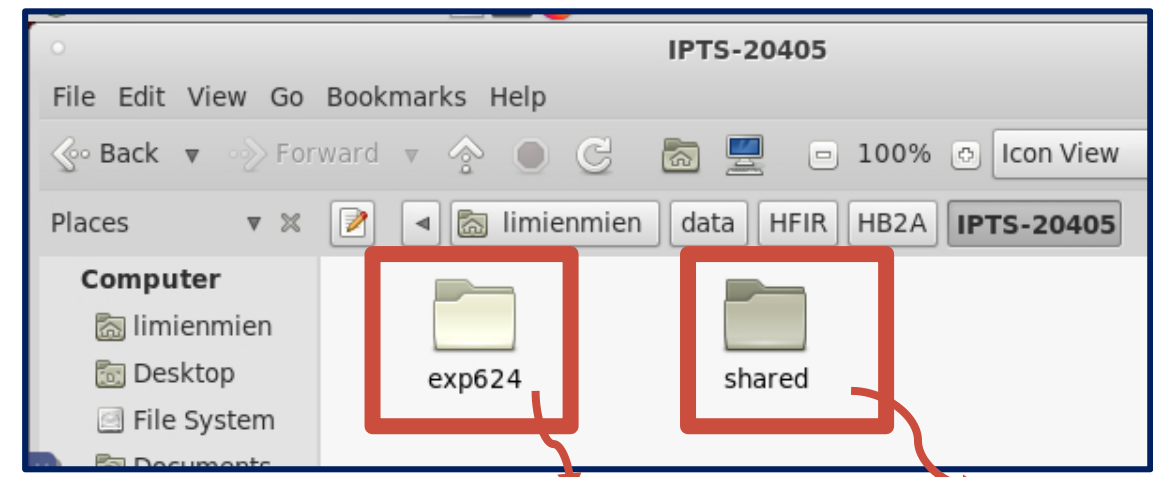 IPTS-20405
File Edit View Go Bookmarks Help
Back Forward 100% Icon View
Places limienmien data HFIR HB2A IPTS-20405
Computer
limienmien
Desktop
File System
Documents
exp624 shared